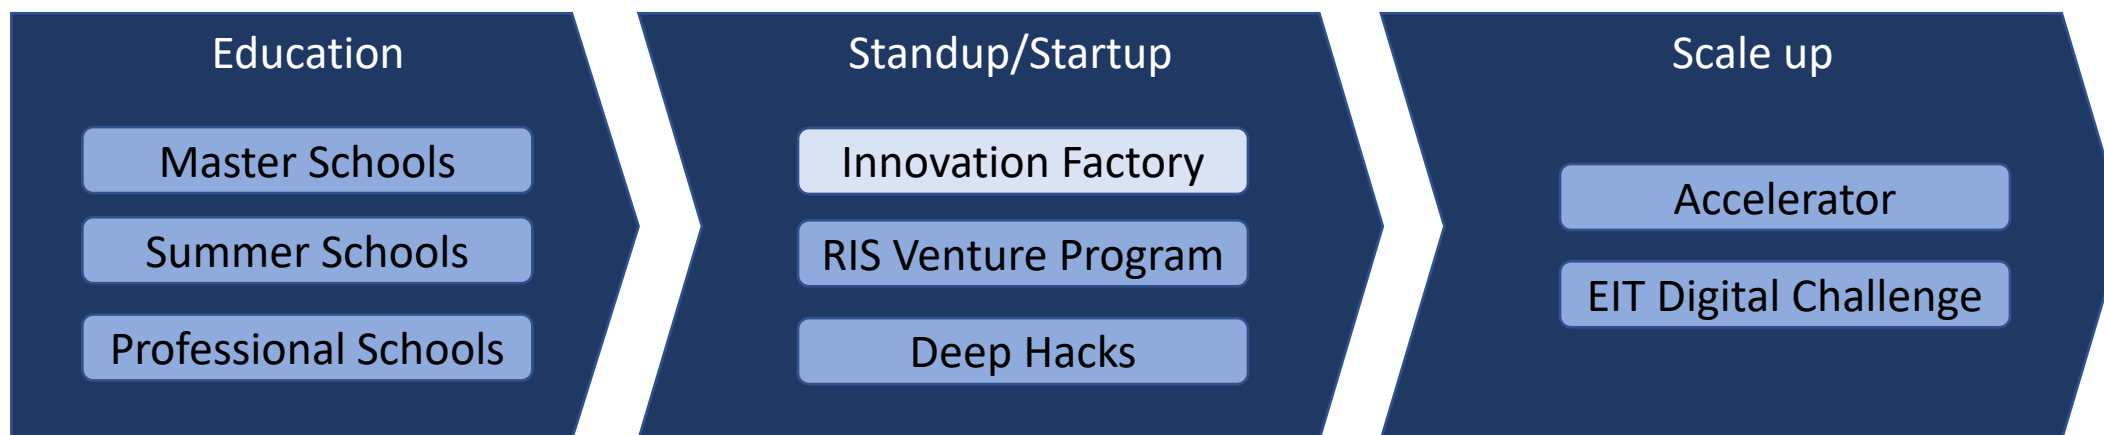 Education
Master Schools
Summer Schools
Professional Schools
Standup/Startup
Innovation Factory
RIS Venture Program
Deep Hacks
Scale up
Accelerator
EIT Digital Challenge